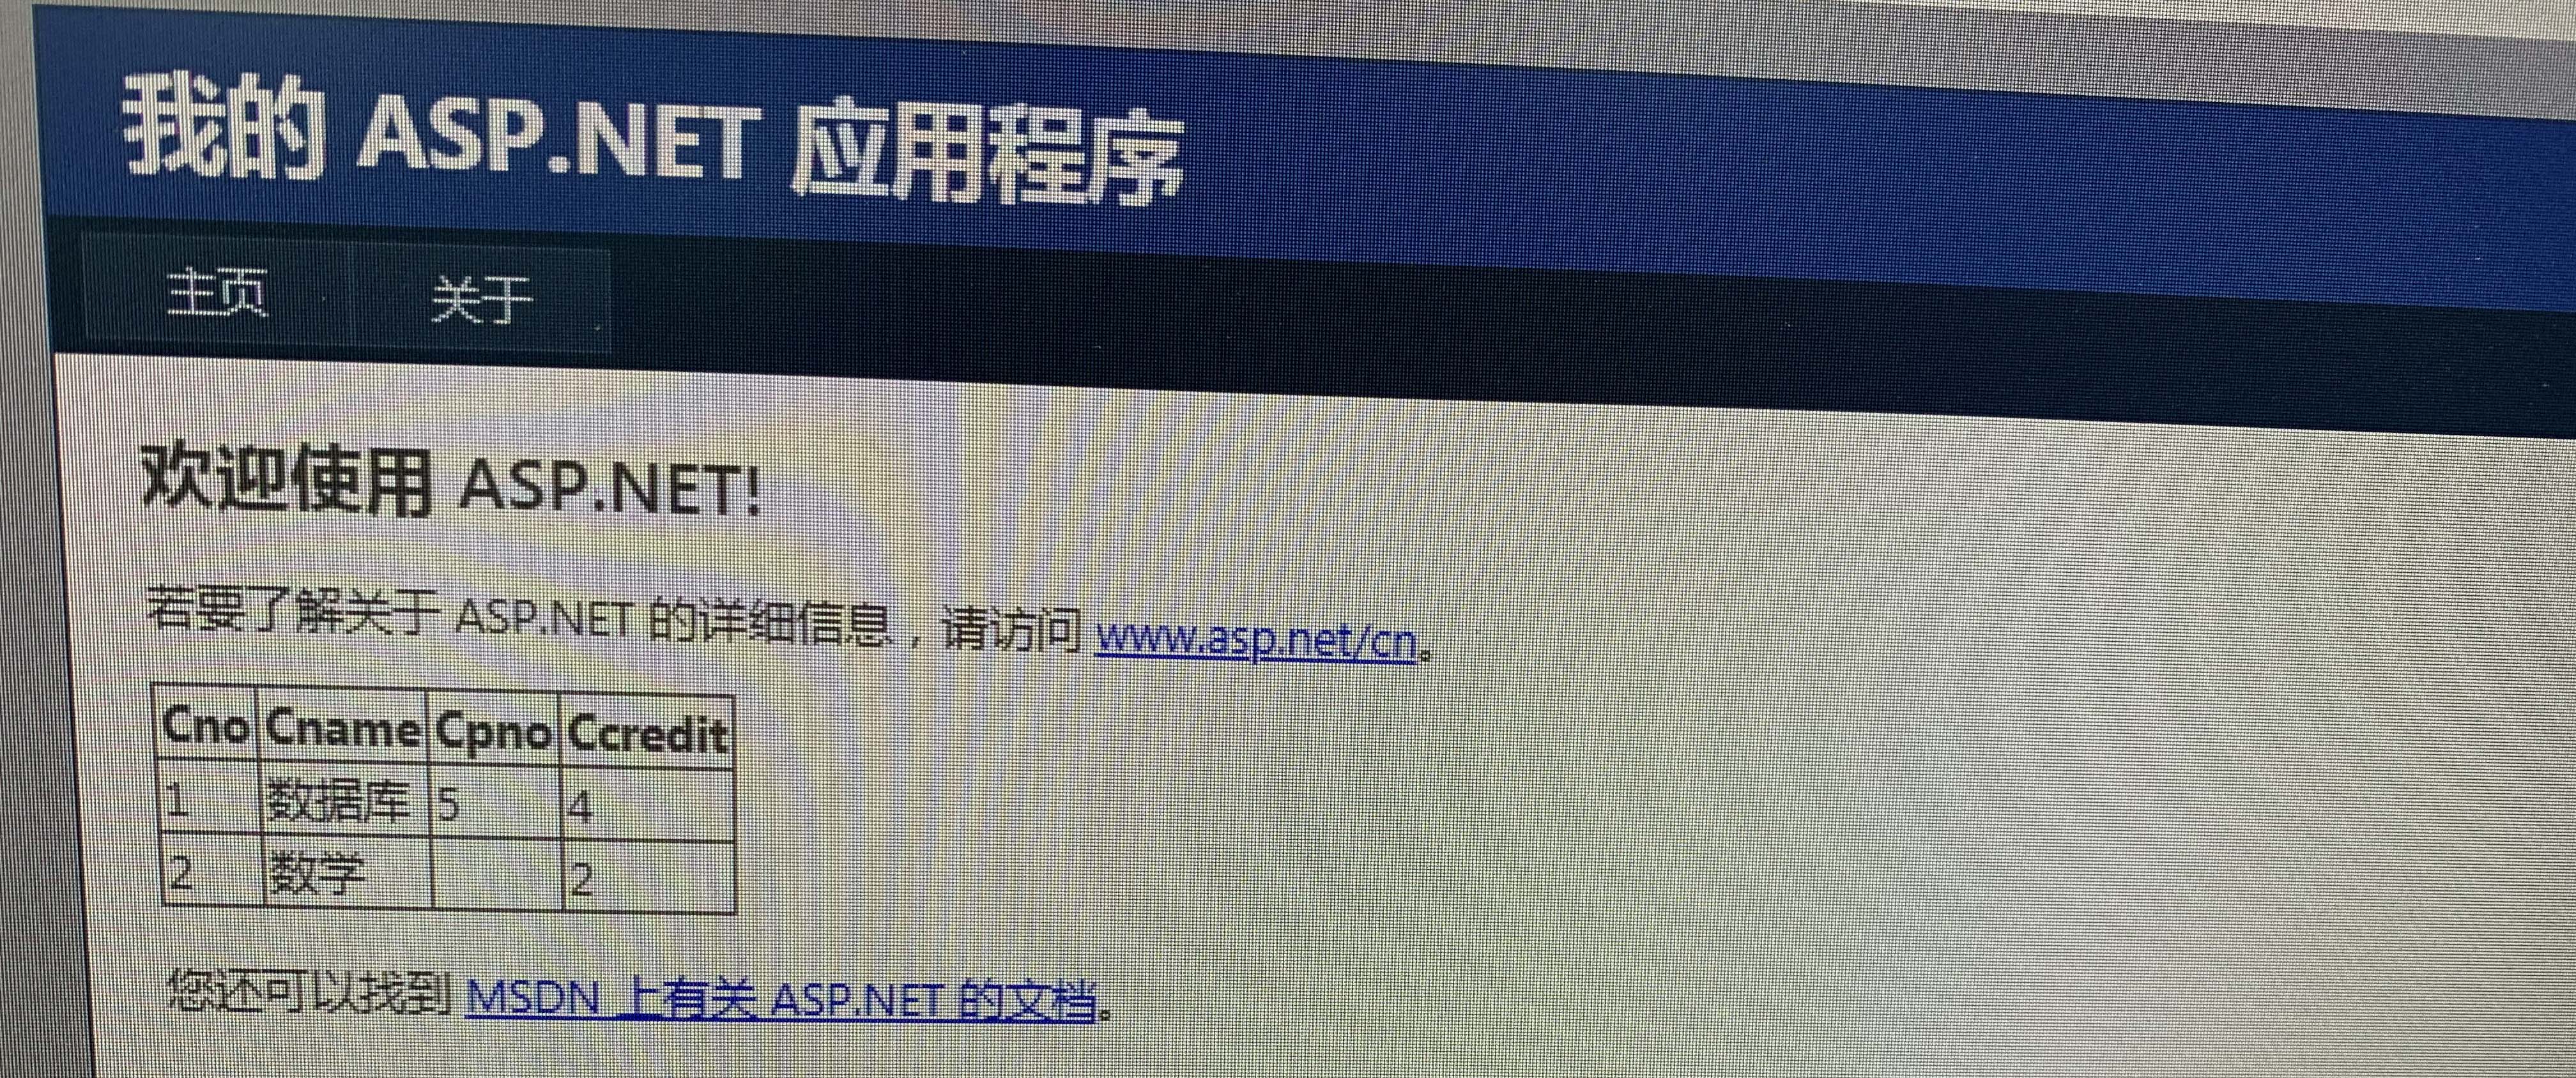 我的 ASP.NET 应用程序
主页 关于
欢迎使用 ASP.NET!
若要了解关于 ASP.NET 的详细信息，请访问 www.asp.net/cn。
Cno Cname Cpno Ccredit
1 数据库 5 4
2 数学 2
您还可以找到 MSDN 上有关 ASP.NET 的文档。